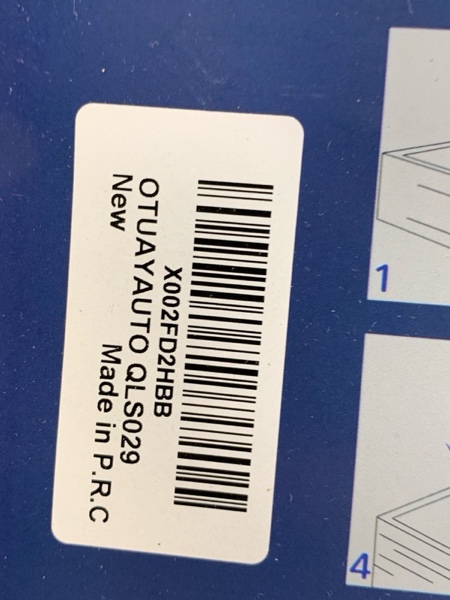 X002FD2HBB
OTUAYAUTO QLS029
New
Made in P.R.C
1
4